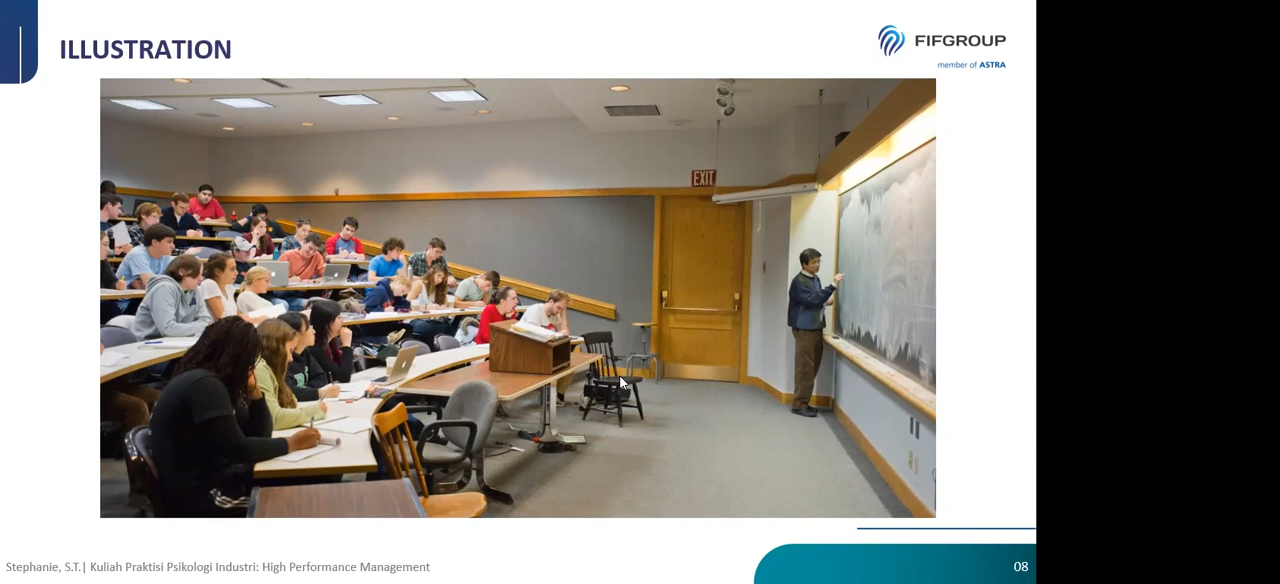 ILLUSTRATION
FIFGROUP
member of ASTRA
EXIT
Stephanie, S.T.| Kuliah Praktisi Psikologi Industri: High Performance Management
08